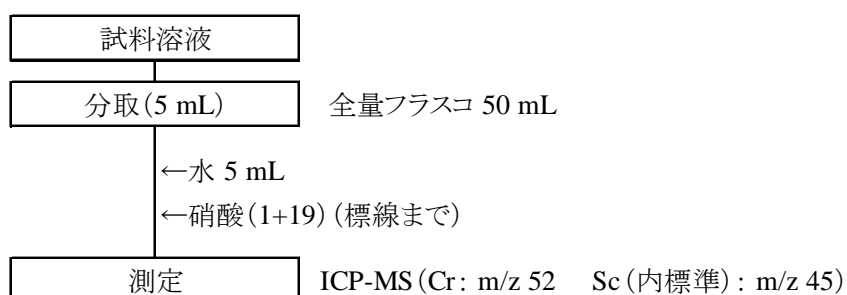 試料溶液
分取(5 mL) 全量フラスコ 50 mL
←水 5 mL
←硝酸(1+19)(標線まで)
測定 ICP-MS(Cr: m/z 52 Sc(内標準): m/z 45)